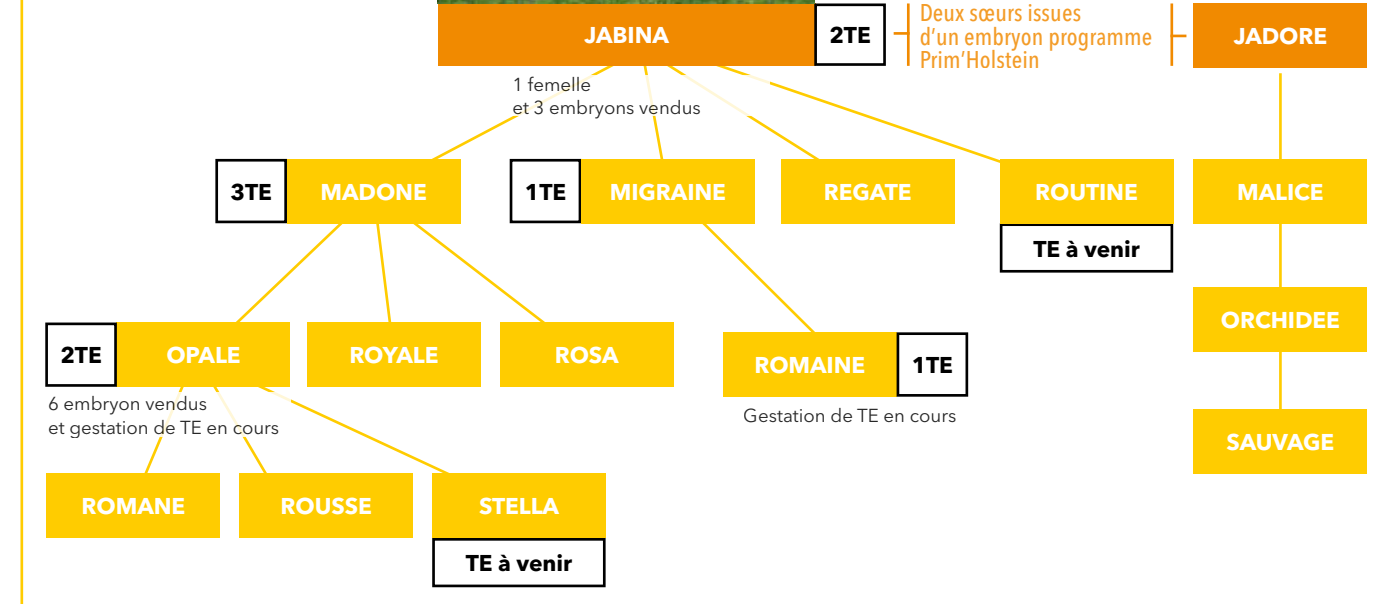 JABINA
2TE
Deux sœurs issues
d'un embryon programme
Prim'Holstein
JADORE
1 femelle
et 3 embryons vendus
3TE
MADONE
1TE
MIGRAINE
REGATE
ROUTINE
MALICE
TE à venir
2TE
OPALE
ROYALE
ROSA
ROMAINE
1TE
ORCHIDEE
6 embryon vendus
et gestation de TE en cours
Gestation de TE en cours
SAUVAGE
ROMANE
ROUSSE
STELLA
TE à venir